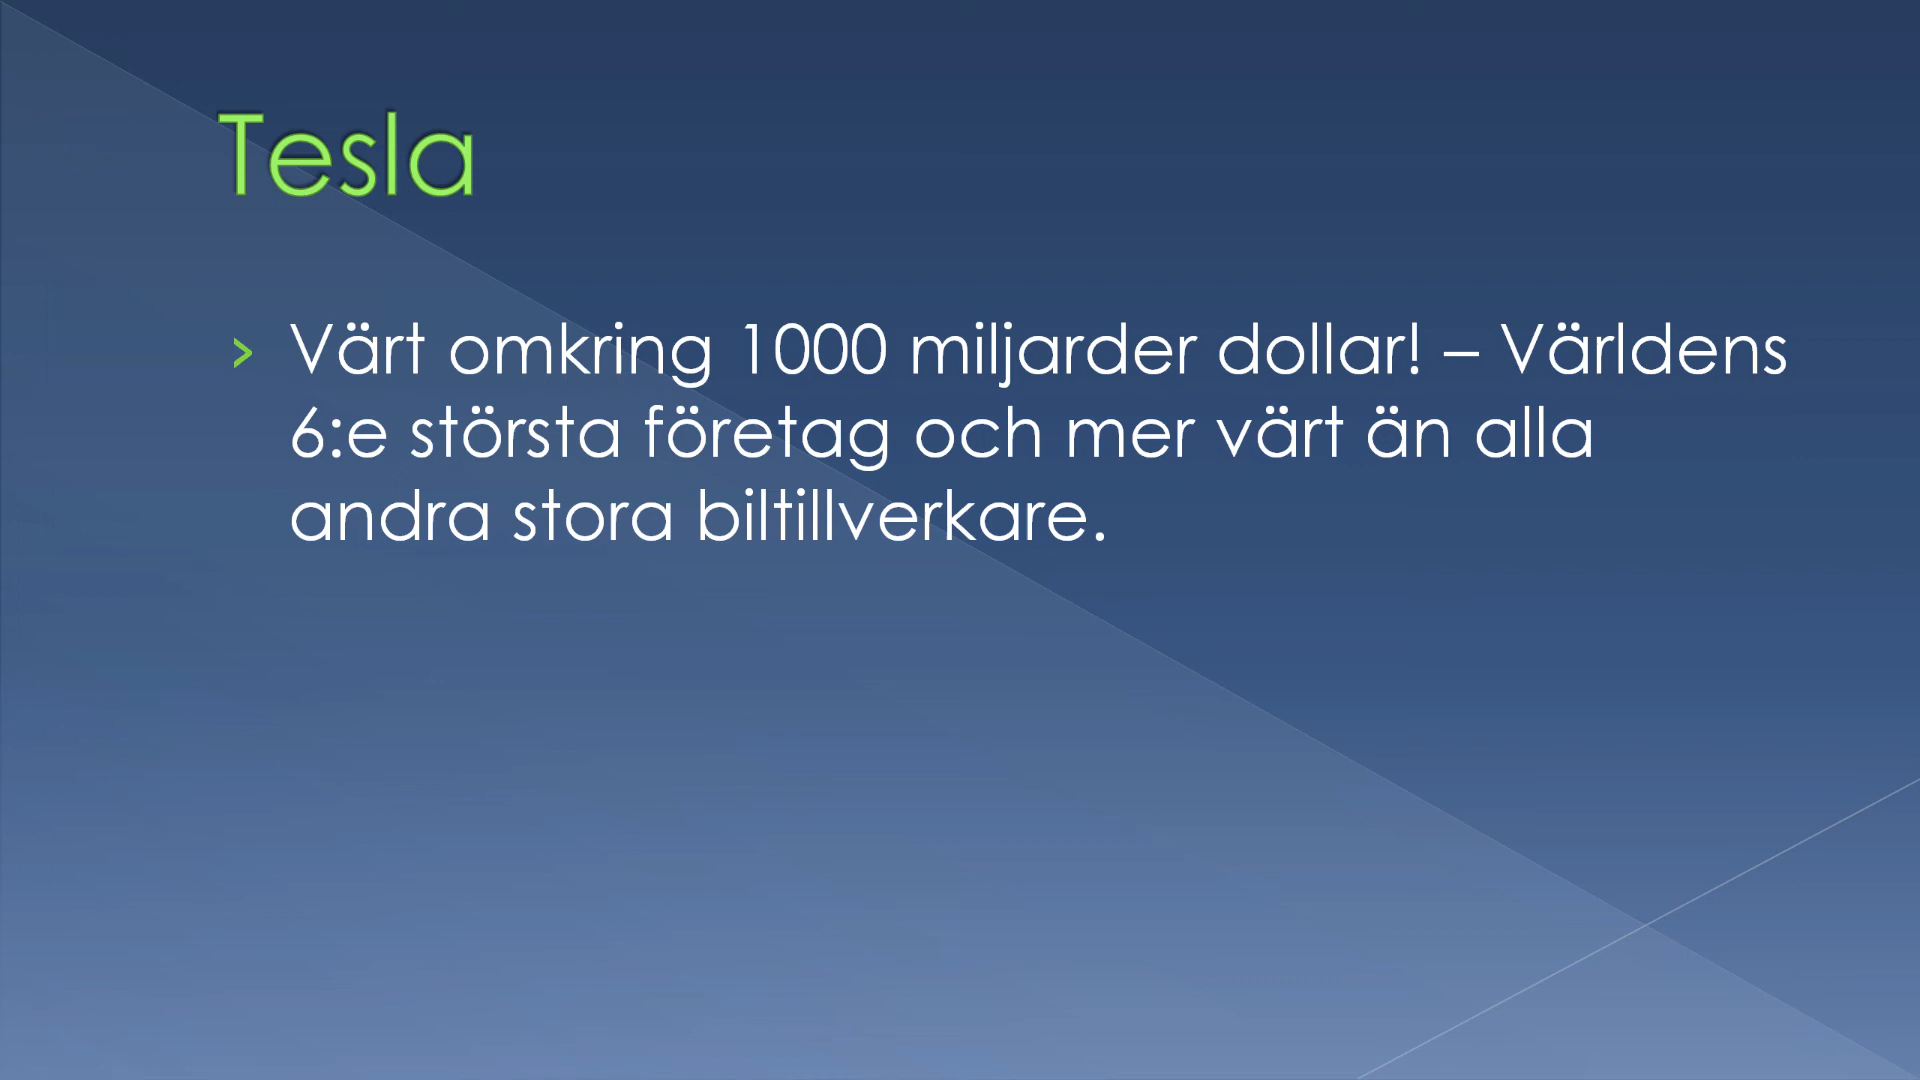 Tesla
› Värt omkring 1000 miljarder dollar! – Världens
6:e största företag och mer värt än alla
andra stora biltillverkare.